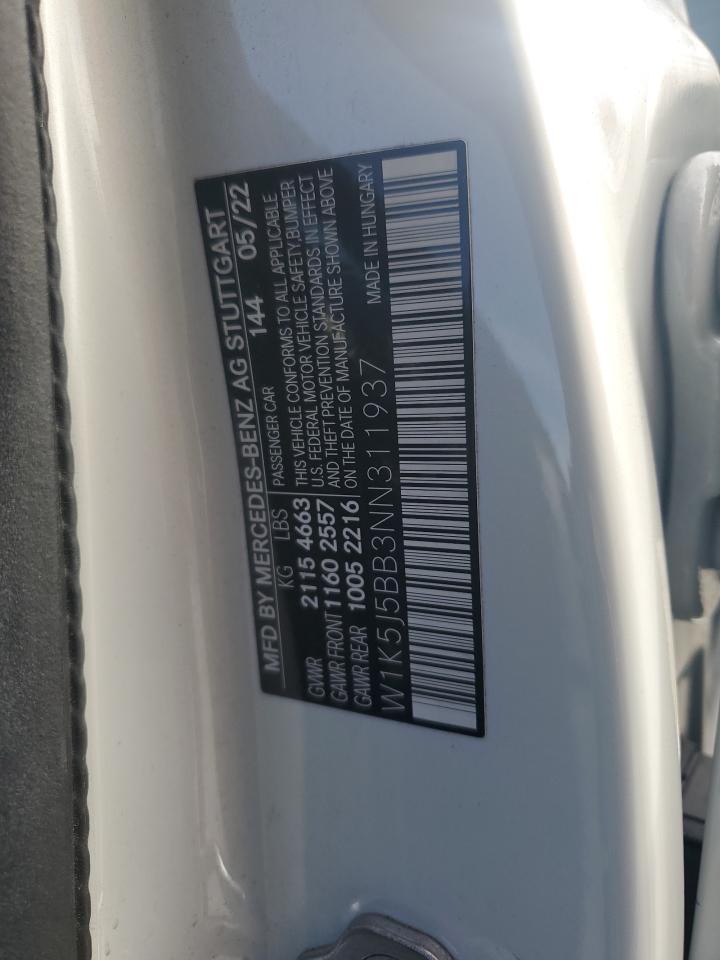 MFD BY MERCEDES-BENZ AG STUTTGART
144 05/22
KG LBS PASSENGER CAR
GVWR 2115 4663
GAWR FRONT 1160 2557
GAWR REAR 1005 2216
THIS VEHICLE CONFORMS TO ALL APPLICABLE
U.S. FEDERAL MOTOR VEHICLE SAFETY,BUMPER
AND THEFT PREVENTION STANDARDS IN EFFECT
ON THE DATE OF MANUFACTURE SHOWN ABOVE
W1K5J5BB3NN311937 MADE IN HUNGARY